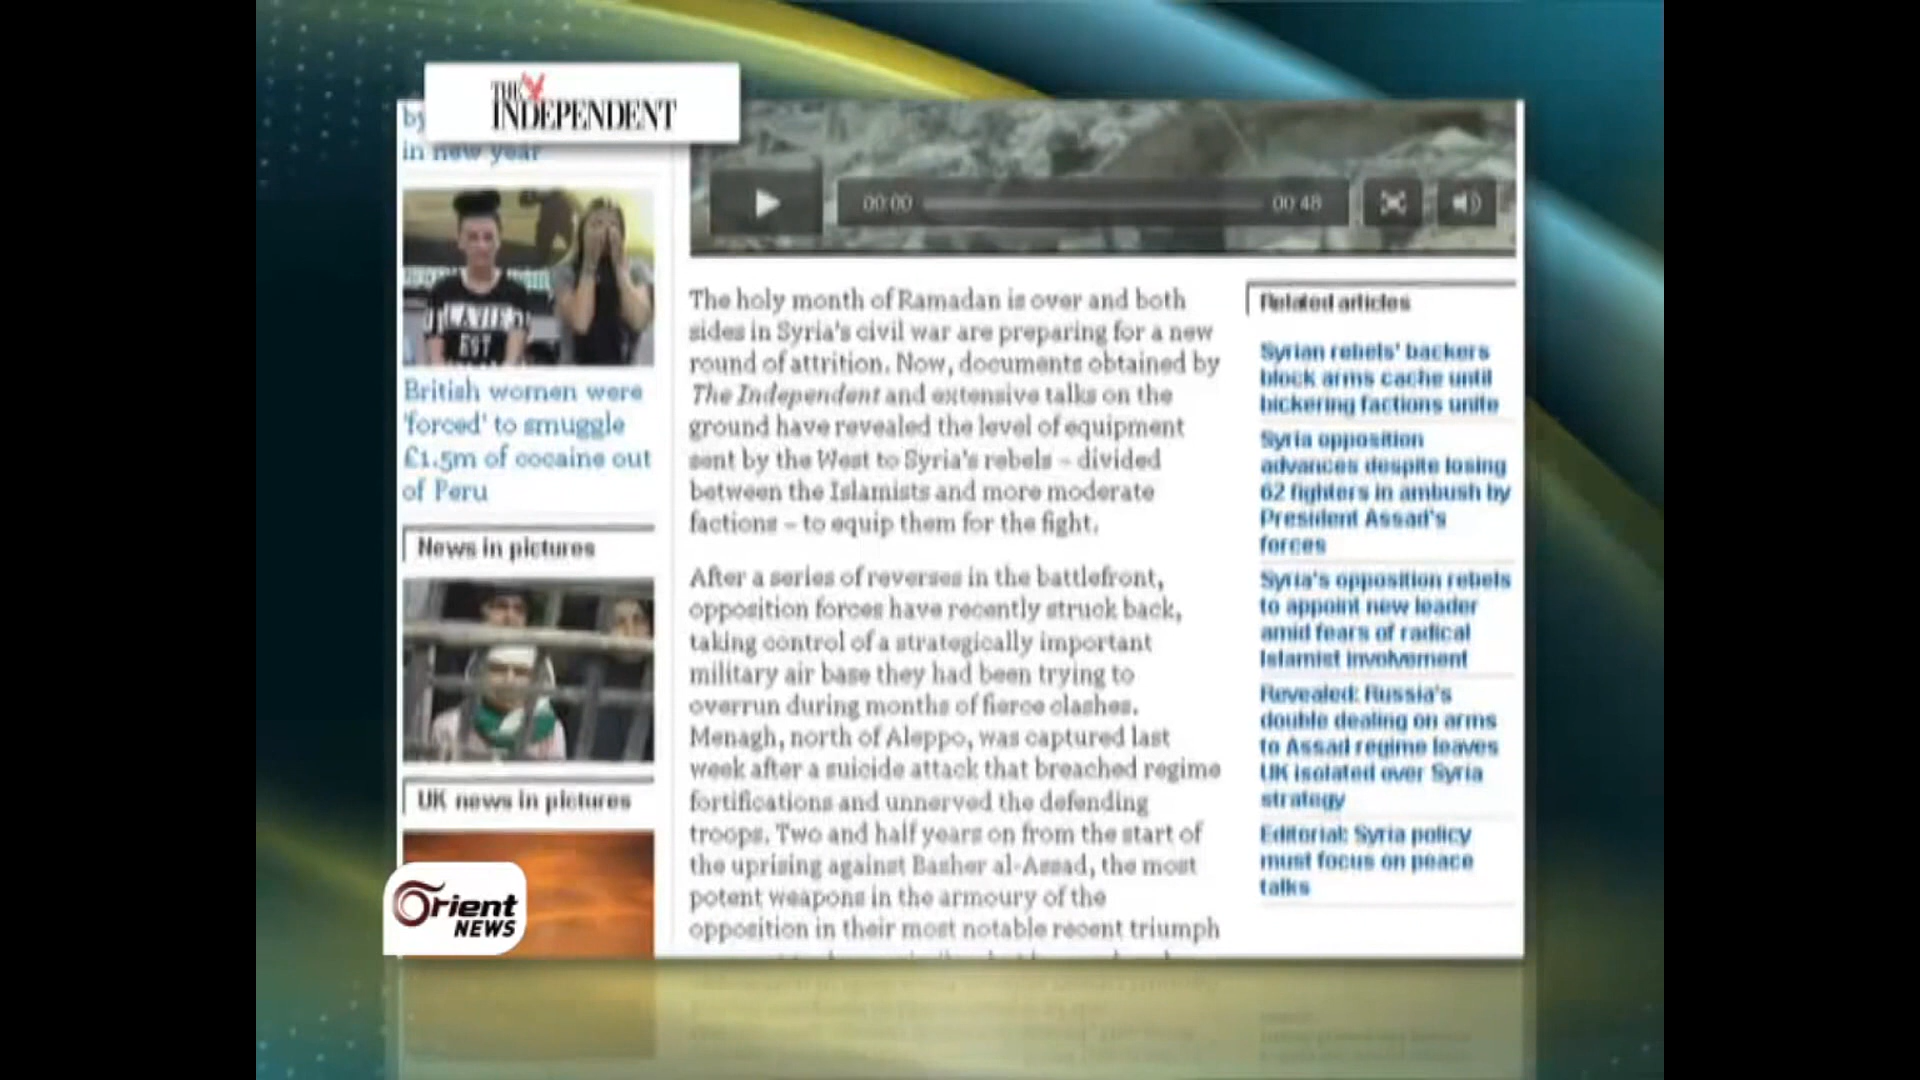 THE
INDEPENDENT
by
in new year
LA VIE
EST
British women were
'forced' to smuggle
£1.5m of cocaine out
of Peru
News in pictures
UK news in pictures
Orient
NEWS
00:00
00:48
The holy month of Ramadan is over and both
sides in Syria's civil war are preparing for a new
round of attrition. Now, documents obtained by
The Independent and extensive talks on the
ground have revealed the level of equipment
sent by the West to Syria's rebels – divided
between the Islamists and more moderate
factions – to equip them for the fight.
After a series of reverses in the battlefront,
opposition forces have recently struck back,
taking control of a strategically important
military air base they had been trying to
overrun during months of fierce clashes.
Menagh, north of Aleppo, was captured last
week after a suicide attack that breached regime
fortifications and unnerved the defending
troops. Two and half years on from the start of
the uprising against Basher al-Assad, the most
potent weapons in the armoury of the
opposition in their most notable recent triumph
Related articles
Syrian rebels' backers
block arms cache until
bickering factions unite
Syria opposition
advances despite losing
62 fighters in ambush by
President Assad's
forces
Syria's opposition rebels
to appoint new leader
amid fears of radical
Islamist involvement
Revealed: Russia's
double dealing on arms
to Assad regime leaves
UK isolated over Syria
strategy
Editorial: Syria policy
must focus on peace
talks